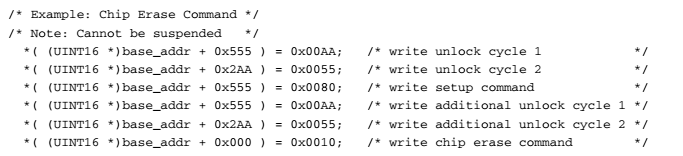 /* Example: Chip Erase Command */
/* Note: Cannot be suspended   */
  *( (UINT16 *)base_addr + 0x555 ) = 0x00AA;   /* write unlock cycle 1            */
  *( (UINT16 *)base_addr + 0x2AA ) = 0x0055;   /* write unlock cycle 2            */
  *( (UINT16 *)base_addr + 0x555 ) = 0x0080;   /* write setup command             */
  *( (UINT16 *)base_addr + 0x555 ) = 0x00AA;   /* write additional unlock cycle 1 */
  *( (UINT16 *)base_addr + 0x2AA ) = 0x0055;   /* write additional unlock cycle 2 */
  *( (UINT16 *)base_addr + 0x000 ) = 0x0010;   /* write chip erase command        */